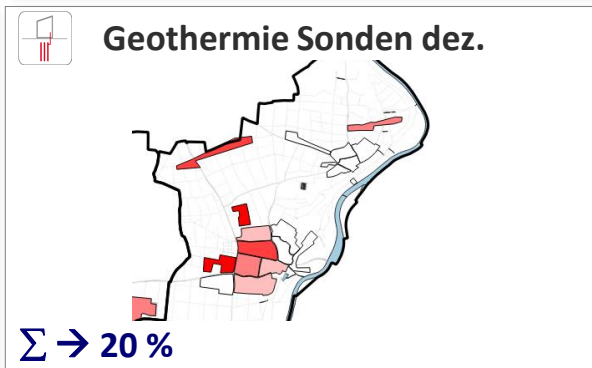 Geothermie Sonden dez.
∑ → 20 %